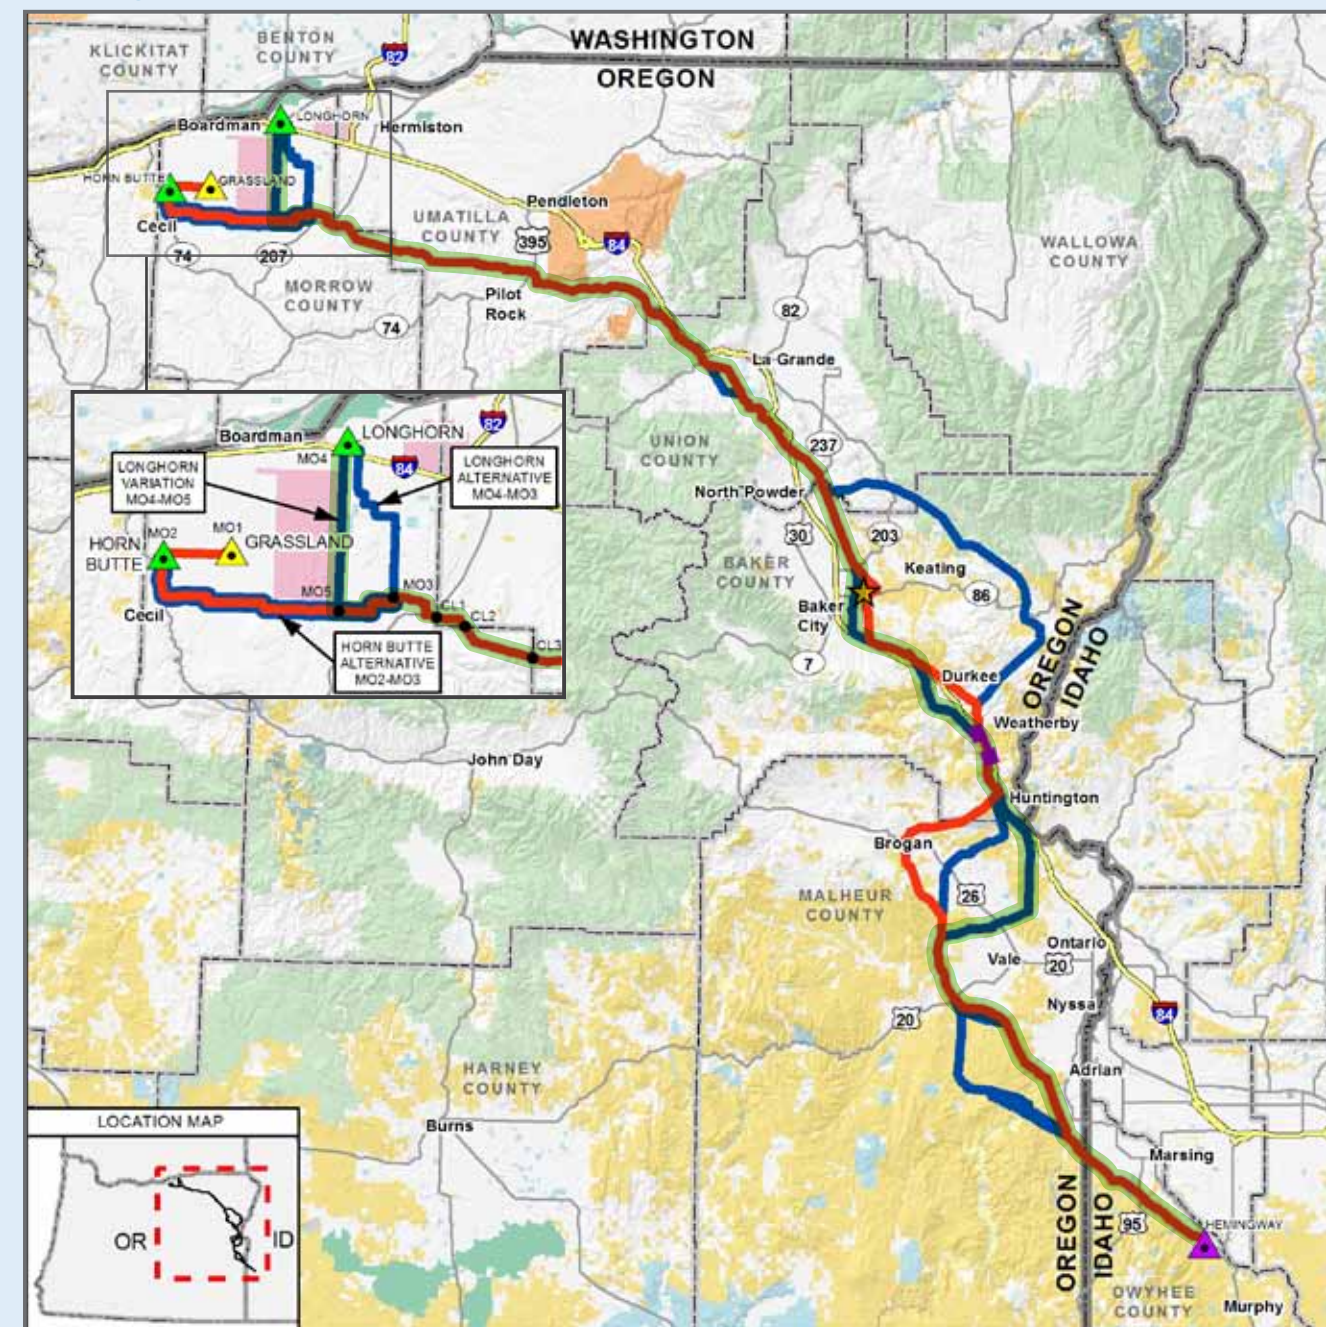 WASHINGTON
OREGON
KLICKITAT
COUNTY
BENTON
COUNTY
82
Boardman
LONGHORN
Hermiston
HORN BUTTE
GRASSLAND
Cecil
74
207
UMATILLA
COUNTY
395
Pendleton
84
MORROW
COUNTY
Pilot
Rock
74
WALLOWA
COUNTY
82
La Grande
UNION
COUNTY
237
North Powder
30
203
BAKER
COUNTY
Keating
86
Baker
City
7
Durkee
OREGON
IDAHO
Weatherby
Huntington
John Day
Brogan
MALHEUR
COUNTY
26
Ontario
Vale
20
Nyssa
20
84
HARNEY
COUNTY
Adrian
Burns
Marsing
OREGON
IDAHO
95
HEMINGWAY
OWYHEE
COUNTY
Murphy
Boardman
LONGHORN
82
MO4
84
LONGHORN
VARIATION
MO4-MO5
LONGHORN
ALTERNATIVE
MO4-MO3
MO2
MO1
HORN
BUTTE
GRASSLAND
MO5
MO3
Cecil
CL1
CL2
CL3
HORN BUTTE
ALTERNATIVE
MO2-MO3
LOCATION MAP
OR
ID